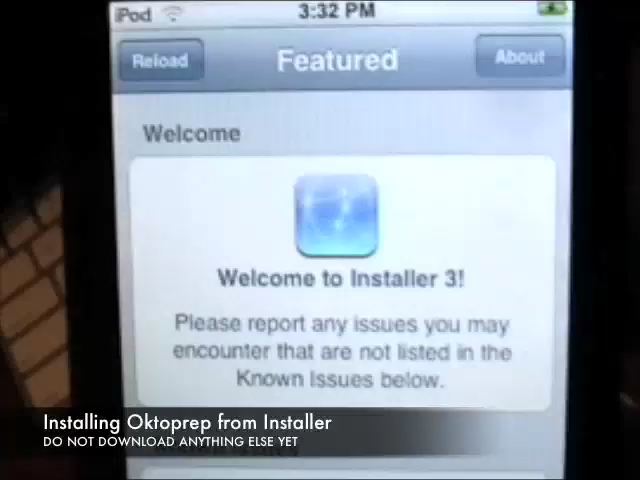 iPod 3:32 PM
Reload Featured About
Welcome
Welcome to Installer 3!
Please report any issues you may
encounter that are not listed in the
Known Issues below.
Installing Oktoprep from Installer
DO NOT DOWNLOAD ANYTHING ELSE YET